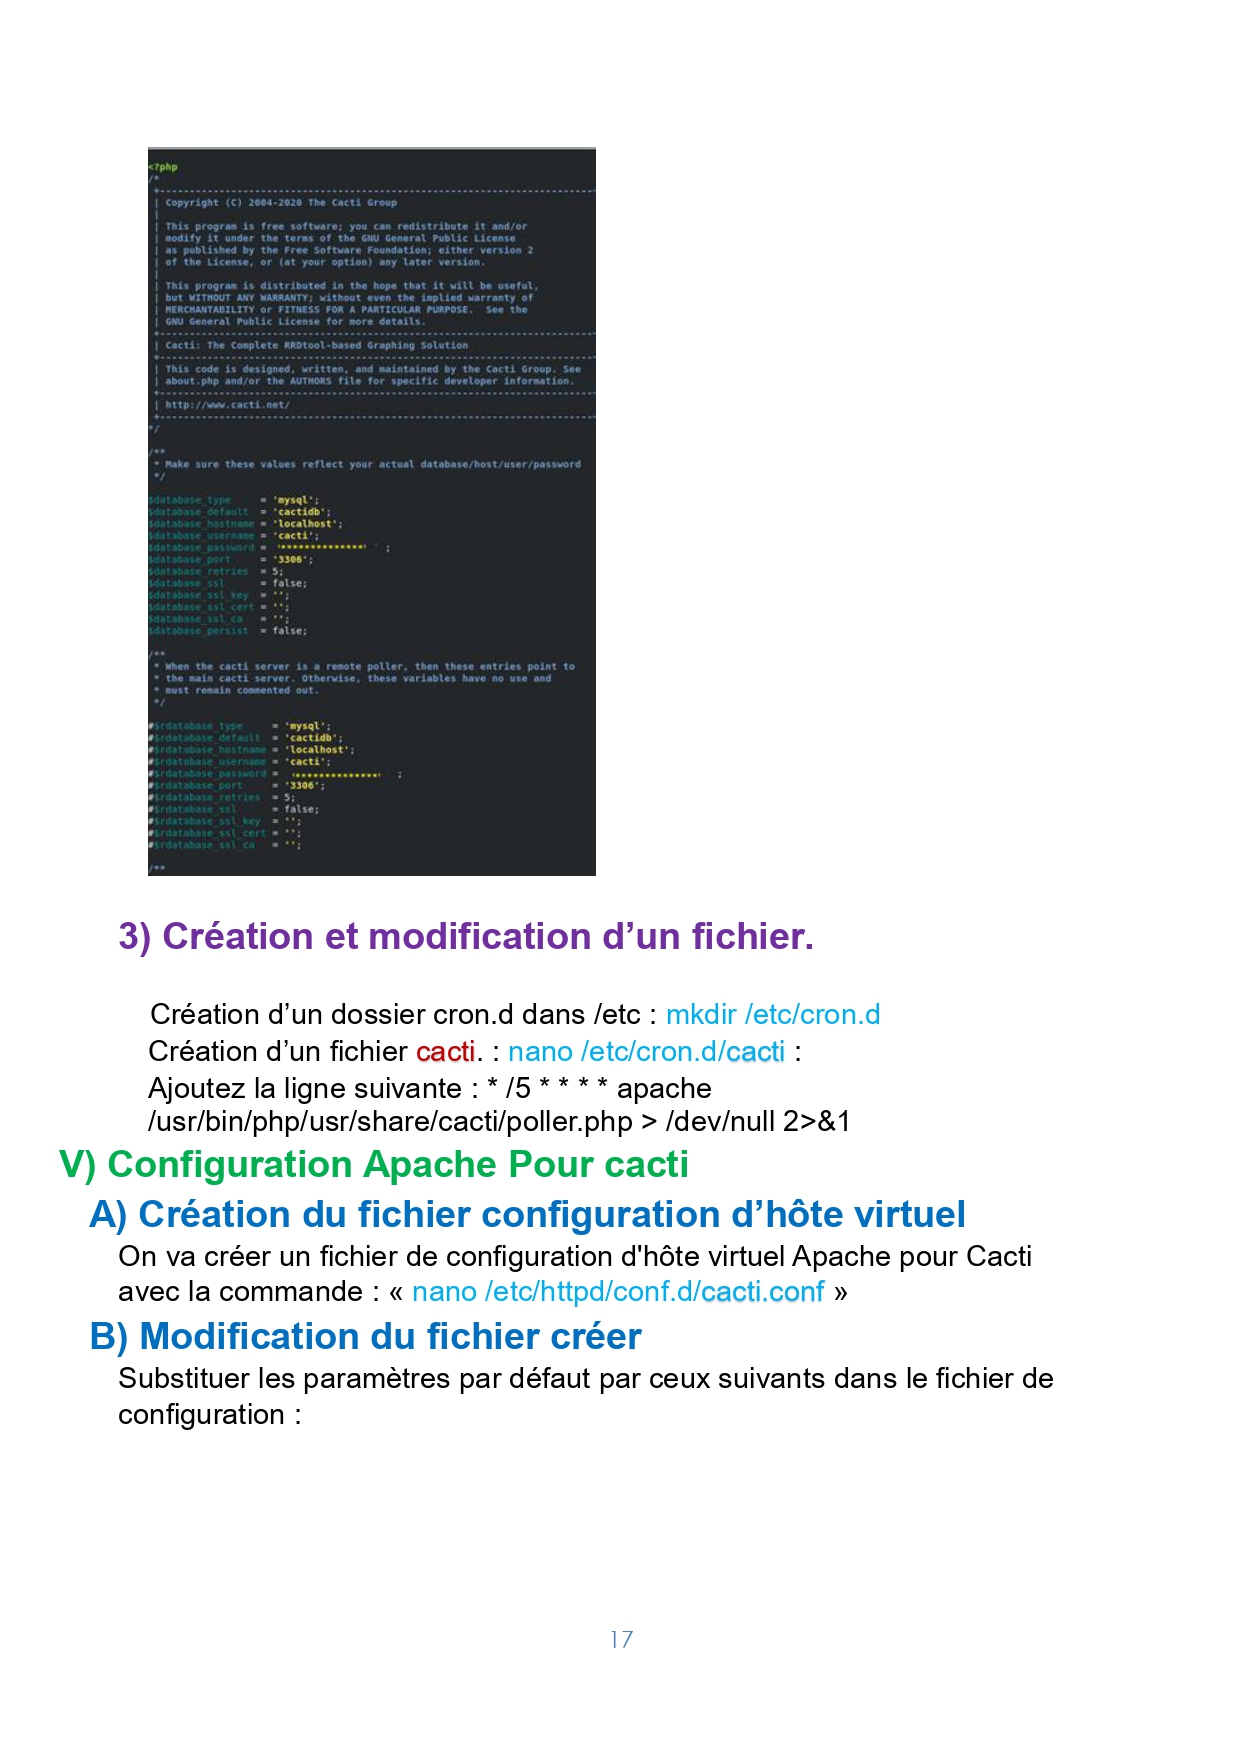 <?php
/*
+--------------------------------------------------------------------------
| Copyright (C) 2004-2020 The Cacti Group
|
| This program is free software; you can redistribute it and/or
| modify it under the terms of the GNU General Public License
| as published by the Free Software Foundation; either version 2
| of the License, or (at your option) any later version.
|
| This program is distributed in the hope that it will be useful,
| but WITHOUT ANY WARRANTY; without even the implied warranty of
| MERCHANTABILITY or FITNESS FOR A PARTICULAR PURPOSE.  See the
| GNU General Public License for more details.
+--------------------------------------------------------------------------
| Cacti: The Complete RRDtool-based Graphing Solution
+--------------------------------------------------------------------------
| This code is designed, written, and maintained by the Cacti Group. See
| about.php and/or the AUTHORS file for specific developer information.
+--------------------------------------------------------------------------
| http://www.cacti.net/
+--------------------------------------------------------------------------
*/
/**
* Make sure these values reflect your actual database/host/user/password
*/
$database_type     = 'mysql';
$database_default  = 'cactidb';
$database_hostname = 'localhost';
$database_username = 'cacti';
$database_password = '**************' ;
$database_port     = '3306';
$database_retries  = 5;
$database_ssl      = false;
$database_ssl_key  = '';
$database_ssl_cert = '';
$database_ssl_ca   = '';
$database_persist  = false;
/**
* When the cacti server is a remote poller, then these entries point to
* the main cacti server. Otherwise, these variables have no use and
* must remain commented out.
*/
#$rdatabase_type     = 'mysql';
#$rdatabase_default  = 'cactidb';
#$rdatabase_hostname = 'localhost';
#$rdatabase_username = 'cacti';
#$rdatabase_password = '**************' ;
#$rdatabase_port     = '3306';
#$rdatabase_retries  = 5;
#$rdatabase_ssl      = false;
#$rdatabase_ssl_key  = '';
#$rdatabase_ssl_cert = '';
#$rdatabase_ssl_ca   = '';
/**
3) Création et modification d’un fichier.
Création d’un dossier cron.d dans /etc : mkdir /etc/cron.d
Création d’un fichier cacti. : nano /etc/cron.d/cacti :
Ajoutez la ligne suivante : * /5 * * * * apache
/usr/bin/php/usr/share/cacti/poller.php > /dev/null 2>&1
V) Configuration Apache Pour cacti
A) Création du fichier configuration d’hôte virtuel
On va créer un fichier de configuration d'hôte virtuel Apache pour Cacti
avec la commande : « nano /etc/httpd/conf.d/cacti.conf »
B) Modification du fichier créer
Substituer les paramètres par défaut par ceux suivants dans le fichier de
configuration :
17